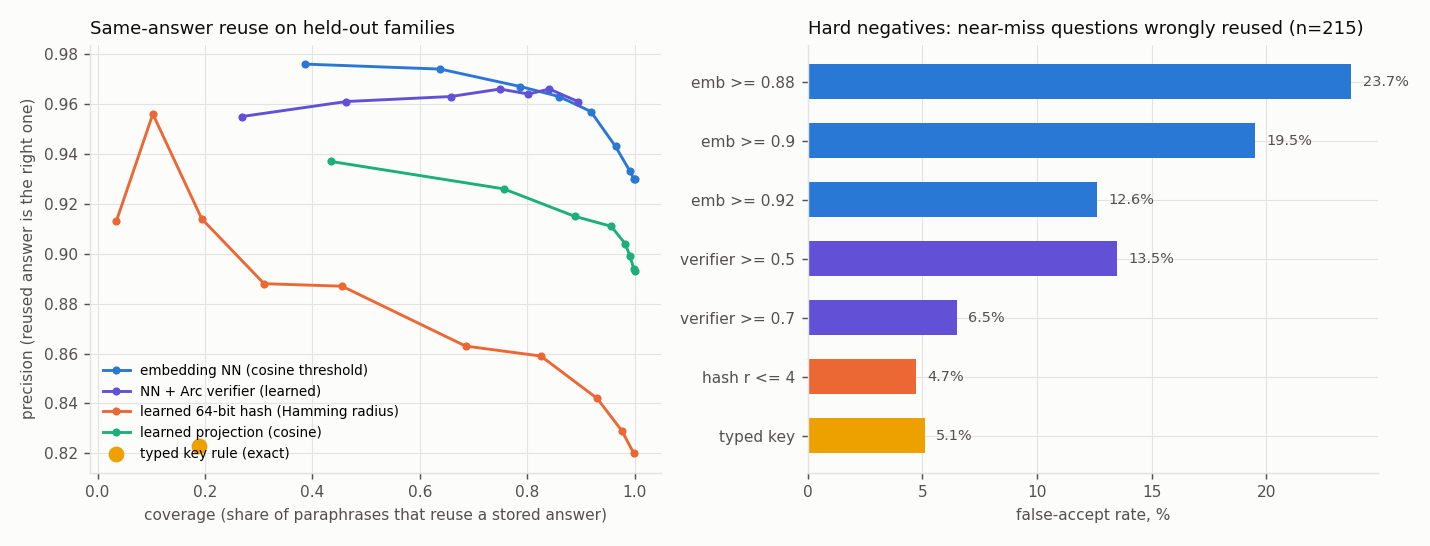 Same-answer reuse on held-out families
precision (reused answer is the right one)
0.98
0.96
0.94
0.92
0.90
0.88
0.86
0.84
0.82
embedding NN (cosine threshold)
NN + Arc verifier (learned)
learned 64-bit hash (Hamming radius)
learned projection (cosine)
typed key rule (exact)
0.0 0.2 0.4 0.6 0.8 1.0
coverage (share of paraphrases that reuse a stored answer)
Hard negatives: near-miss questions wrongly reused (n=215)
emb >= 0.88 23.7%
emb >= 0.9 19.5%
emb >= 0.92 12.6%
verifier >= 0.5 13.5%
verifier >= 0.7 6.5%
hash r <= 4 4.7%
typed key 5.1%
0 5 10 15 20
false-accept rate, %